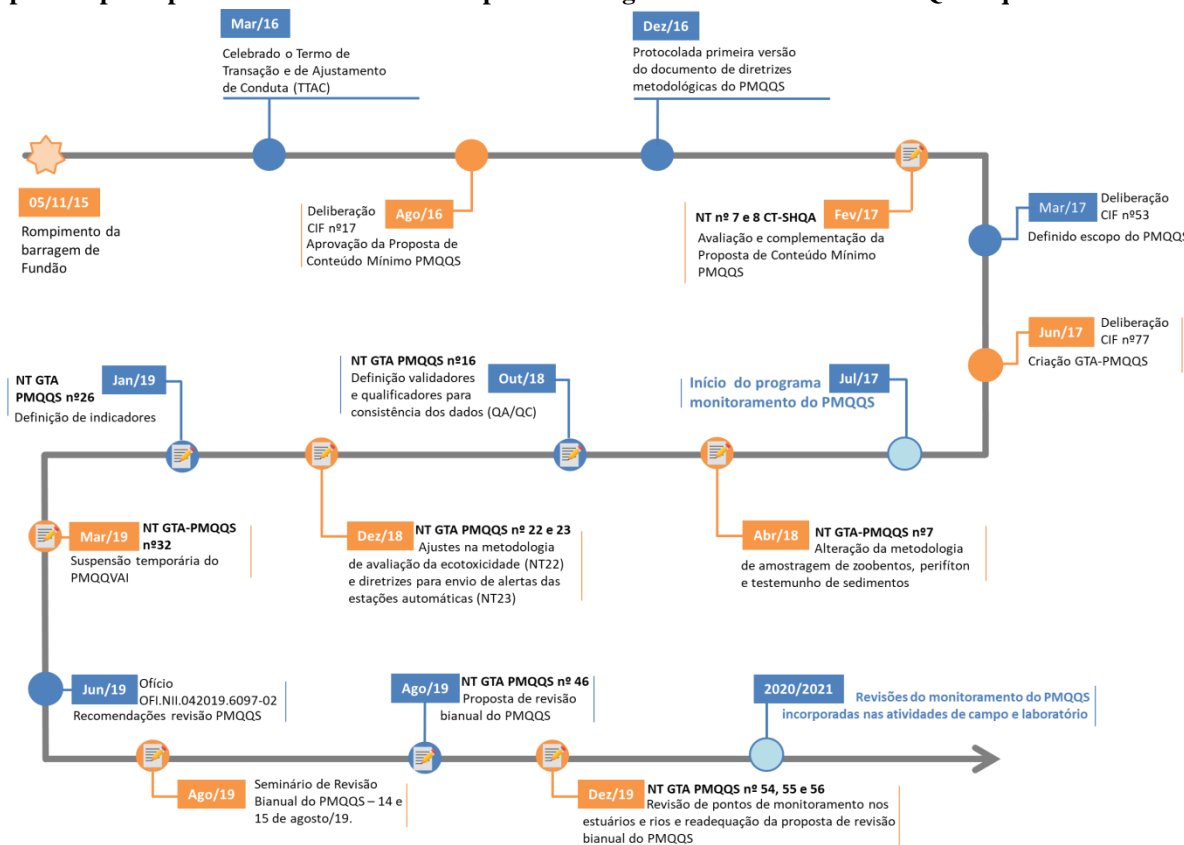 Mar/16
Celebrado o Termo de
Transação e de Ajustamento
de Conduta (TTAC)
Dez/16
Protocolada primeira versão
do documento de diretrizes
metodológicas do PMQQS
05/11/15
Rompimento da
barragem de
Fundão
Deliberação
CIF nº17
Ago/16
Aprovação da Proposta de
Conteúdo Mínimo PMQQS
NT nº 7 e 8 CT-SHQA
Fev/17
Avaliação e complementação da
Proposta de Conteúdo Mínimo
PMQQS
Mar/17
Deliberação
CIF nº53
Definido escopo do PMQQS
Jun/17
Deliberação
CIF nº77
Criação GTA-PMQQS
Início do programa
monitoramento do PMQQS
Jul/17
NT GTA PMQQS nº16
Definição validadores
e qualificadores para
consistência dos dados (QA/QC)
Out/18
NT GTA
PMQQS nº26
Definição de indicadores
Jan/19
Abr/18
NT GTA-PMQQS nº7
Alteração da metodologia
de amostragem de zoobentos, perifíton
e testemunho de sedimentos
Dez/18
NT GTA PMQQS nº 22 e 23
Ajustes na metodologia
de avaliação da ecotoxicidade (NT22)
e diretrizes para envio de alertas das
estações automáticas (NT23)
Mar/19
NT GTA-PMQQS
nº32
Suspensão temporária do
PMQQVAI
Jun/19
Ofício
OFI.NII.042019.6097-02
Recomendações revisão PMQQS
Ago/19
Seminário de Revisão
Bianual do PMQQS – 14 e
15 de agosto/19.
Ago/19
NT GTA PMQQS nº 46
Proposta de revisão
bianual do PMQQS
Dez/19
NT GTA PMQQS nº 54, 55 e 56
Revisão de pontos de monitoramento nos
estuários e rios e readequação da proposta de revisão
bianual do PMQQS
2020/2021
Revisões do monitoramento do PMQQS
incorporadas nas atividades de campo e laboratório